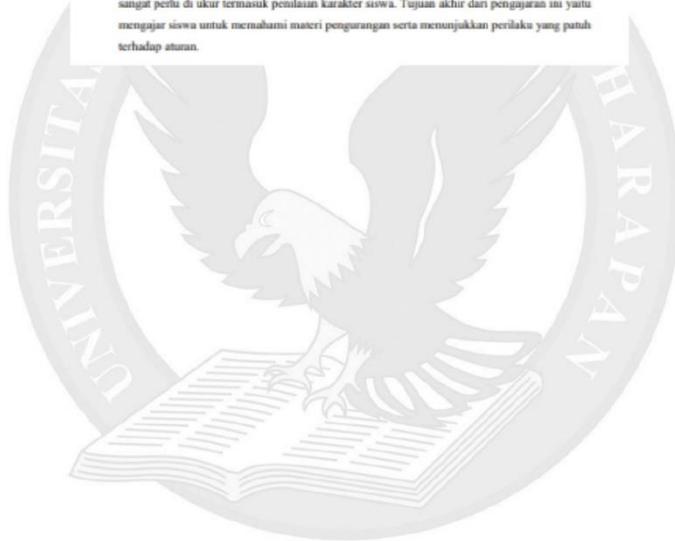 sangat perlu di ukur termasuk penilaian karakter siswa. Tujuan akhir dari pengajaran ini yaitu
mengajar siswa untuk memahami materi pengurangan serta menunjukkan perilaku yang patuh
terhadap aturan.
UNIVERSITA
HARAPAN